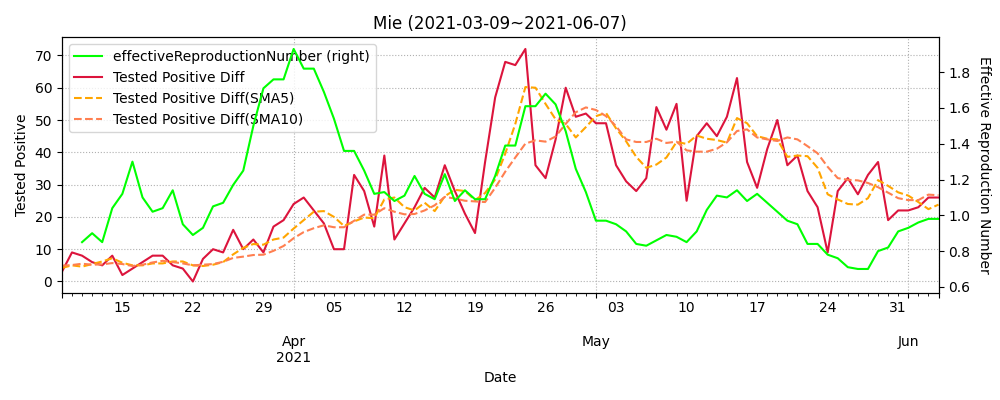 Mie (2021-03-09~2021-06-07)
effectiveReproductionNumber (right)
Tested Positive Diff
Tested Positive Diff(SMA5)
Tested Positive Diff(SMA10)
Tested Positive
70
60
50
40
30
20
10
0
1.8
1.6
1.4
1.2
1.0
0.8
0.6
Effective Reproduction Number
15 22 29 05 12 19 26 03 10 17 24 31
Apr May Jun
2021
Date